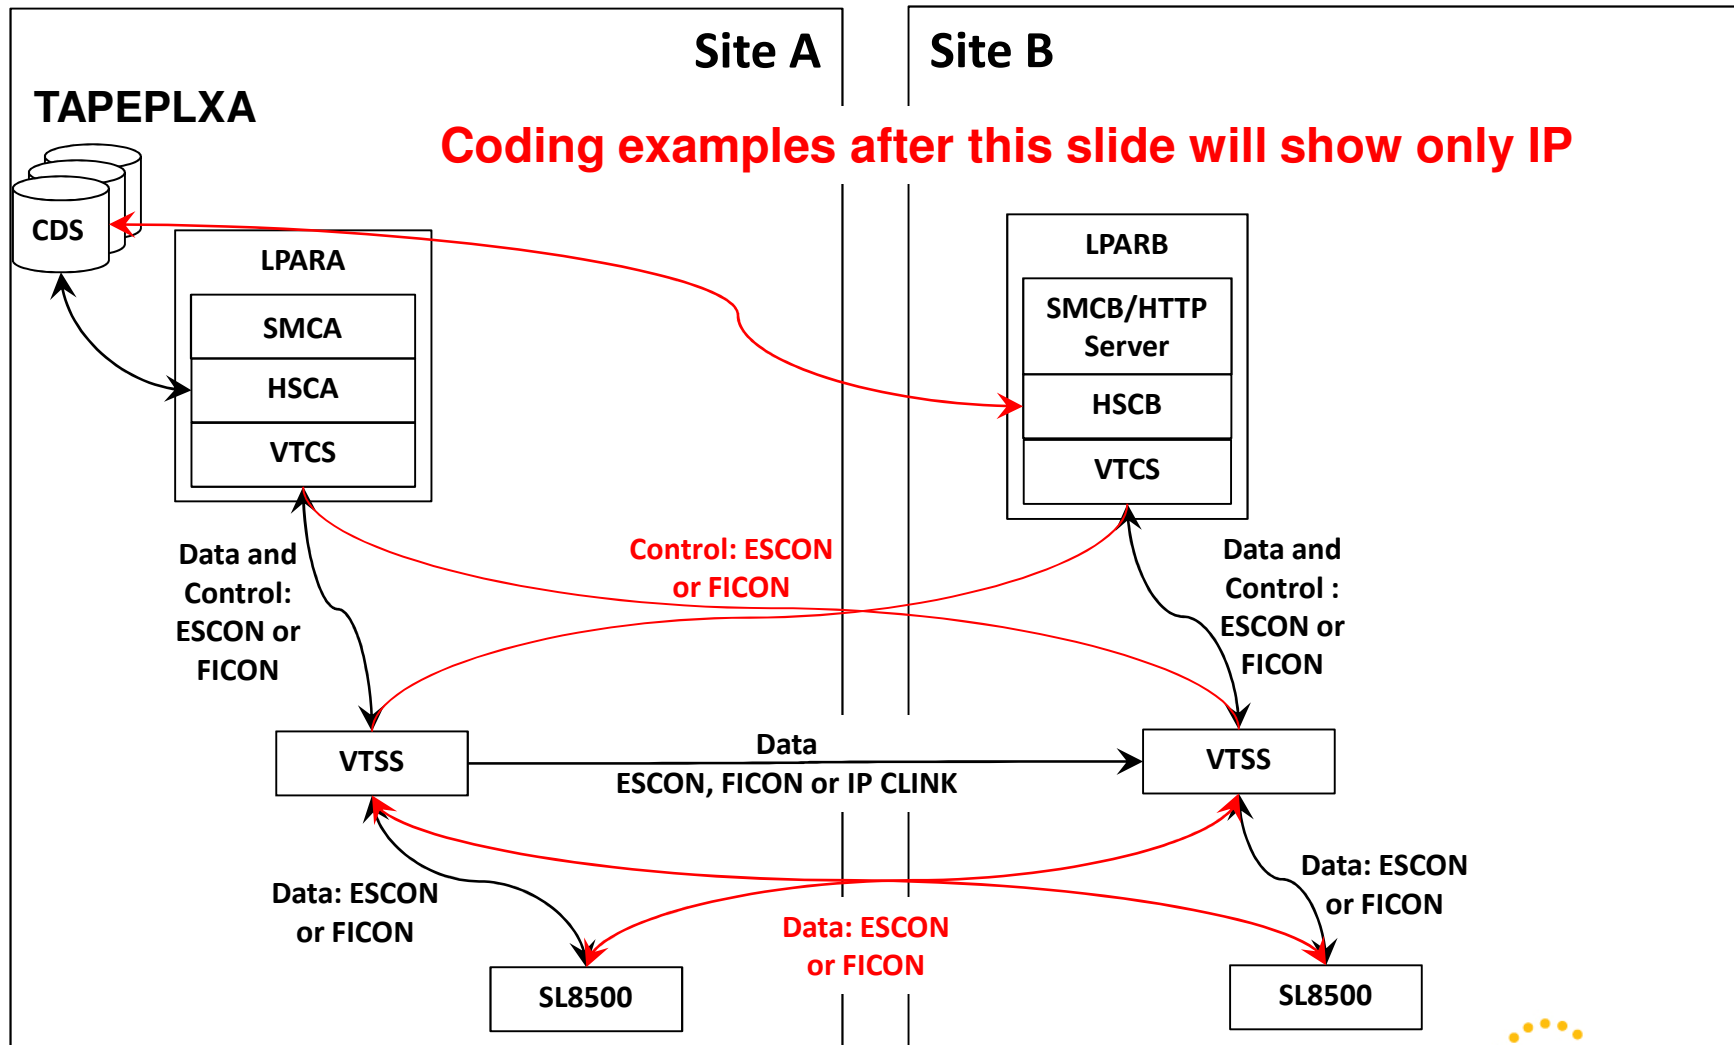 Site A
Site B
TAPEPLXA
Coding examples after this slide will show only IP
CDS
LPARA
SMCA
HSCA
VTCS
LPARB
SMCB/HTTP
Server
HSCB
VTCS
Data and
Control:
ESCON or
FICON
Control: ESCON
or FICON
Data and
Control :
ESCON or
FICON
VTSS
Data
ESCON, FICON or IP CLINK
VTSS
Data: ESCON
or FICON
Data: ESCON
or FICON
Data: ESCON
or FICON
SL8500
SL8500